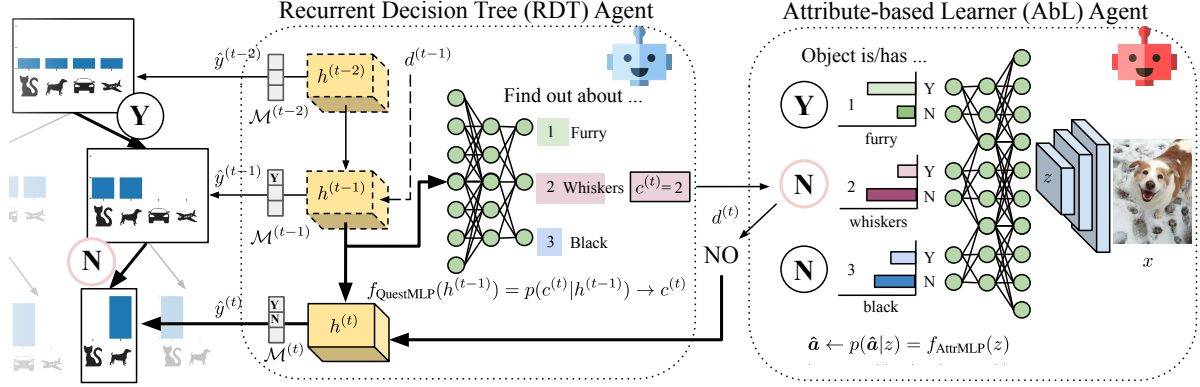 Recurrent Decision Tree (RDT) Agent
Attribute-based Learner (AbL) Agent
ŷ^(t−2)
h^(t−2)
d^(t−1)
M^(t−2)
Y
Find out about ...
1 Furry
2 Whiskers
3 Black
c^(t) = 2
ŷ^(t−1)
Y
h^(t−1)
M^(t−1)
N
f_QuestMLP(h^(t−1)) = p(c^(t)|h^(t−1)) → c^(t)
ŷ^(t)
Y
N
h^(t)
M^(t)
d^(t)
NO
Object is/has ...
Y
1
Y
N
furry
N
2
Y
N
whiskers
N
3
Y
N
black
z
x
â ← p(â|z) = f_AttrMLP(z)